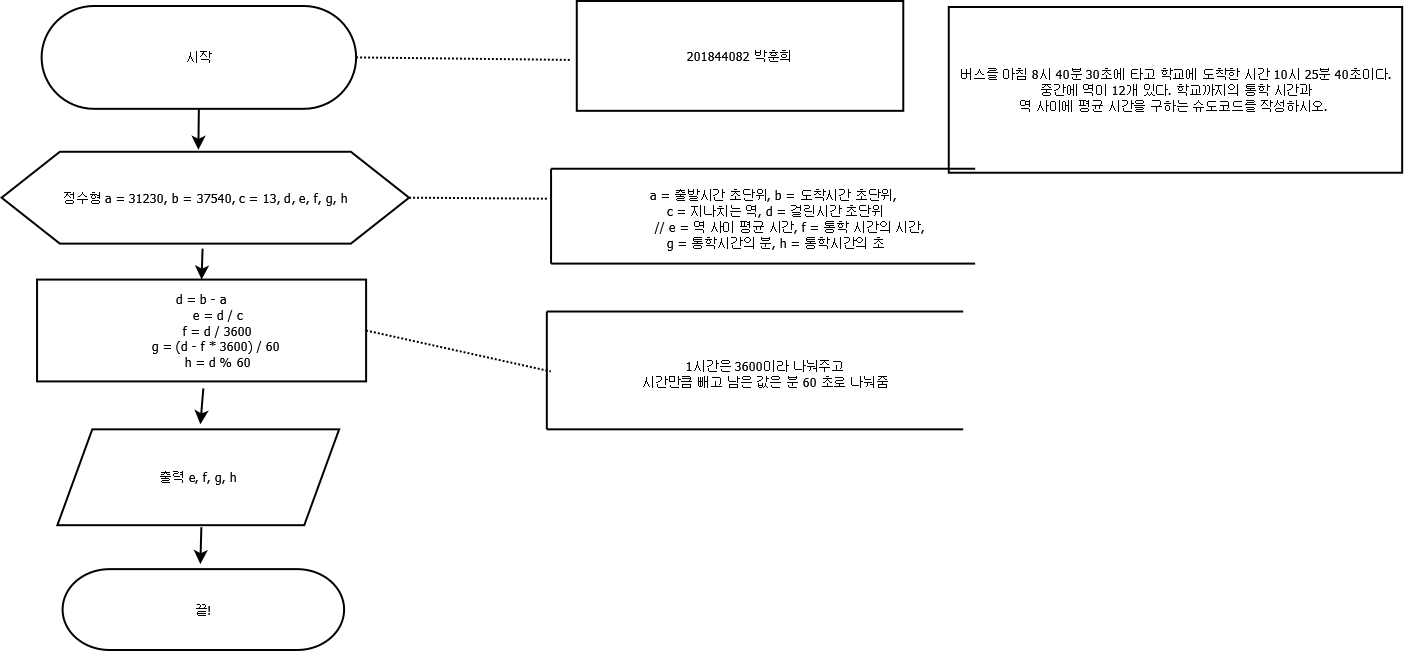 시작
201844082 박훈희
버스를 아침 8시 40분 30초에 타고 학교에 도착한 시간 10시 25분 40초이다.
중간에 역이 12개 있다. 학교까지의 통학 시간과
역 사이에 평균 시간을 구하는 슈도코드를 작성하시오.
정수형 a = 31230, b = 37540, c = 13, d, e, f, g, h
a = 출발시간 초단위, b = 도착시간 초단위,
c = 지나치는 역, d = 걸린시간 초단위
// e = 역 사이 평균 시간, f = 통학 시간의 시간,
g = 통학시간의 분, h = 통학시간의 초
d = b - a
e = d / c
f = d / 3600
g = (d - f * 3600) / 60
h = d % 60
1시간은 3600이라 나눠주고
시간만큼 빼고 남은 값은 분 60 초로 나눠줌
출력 e, f, g, h
끝!